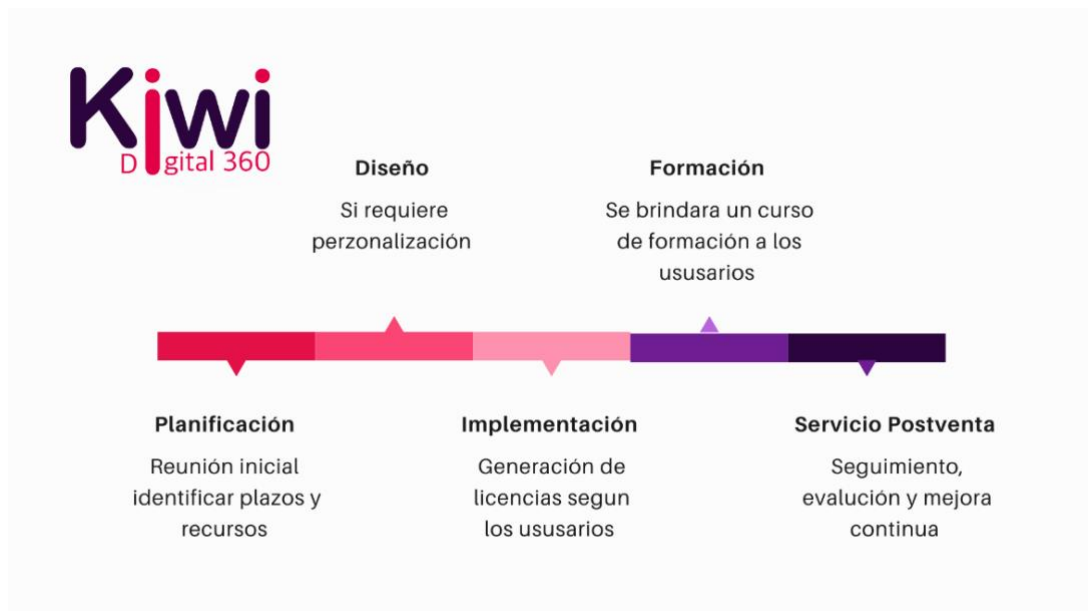 Kiwi
Digital 360
Diseño
Si requiere
perzonalización
Formación
Se brindara un curso
de formación a los
ususarios
Planificación
Reunión inicial
identificar plazos y
recursos
Implementación
Generación de
licencias segun
los ususarios
Servicio Postventa
Seguimiento,
evalución y mejora
continua